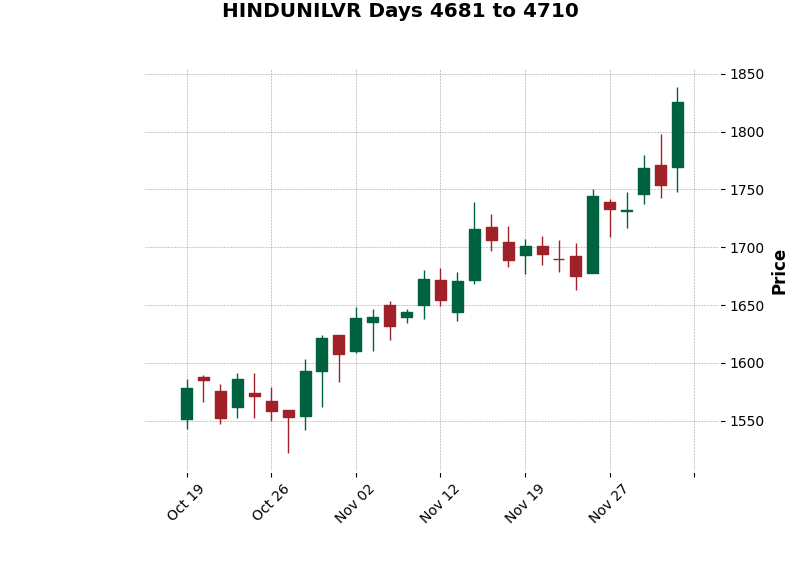 HINDUNILVR Days 4681 to 4710
1850
1800
1750
1700
1650
1600
1550
Price
Oct 19
Oct 26
Nov 02
Nov 12
Nov 19
Nov 27